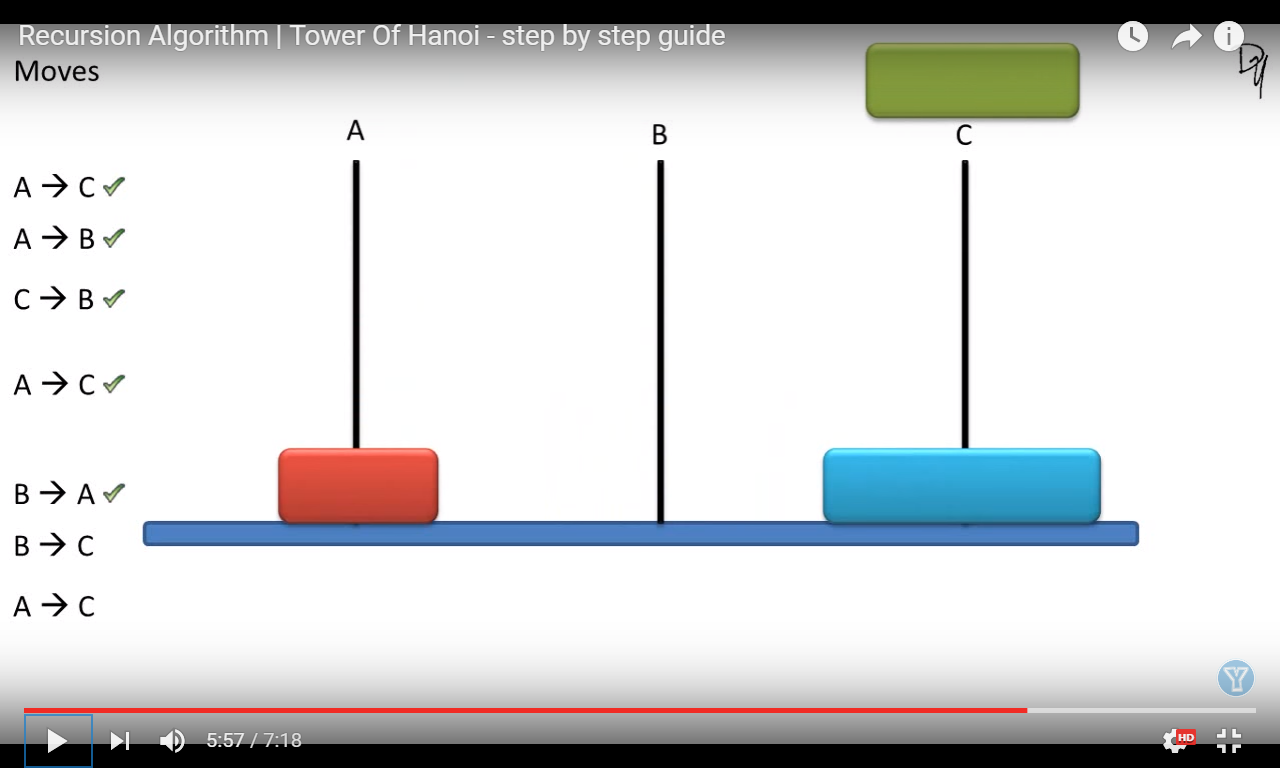 Recursion Algorithm | Tower Of Hanoi - step by step guide
Moves
A
B
C
A → C ✓
A → B ✓
C → B ✓
A → C ✓
B → A ✓
B → C
A → C
Y
5:57 / 7:18
HD